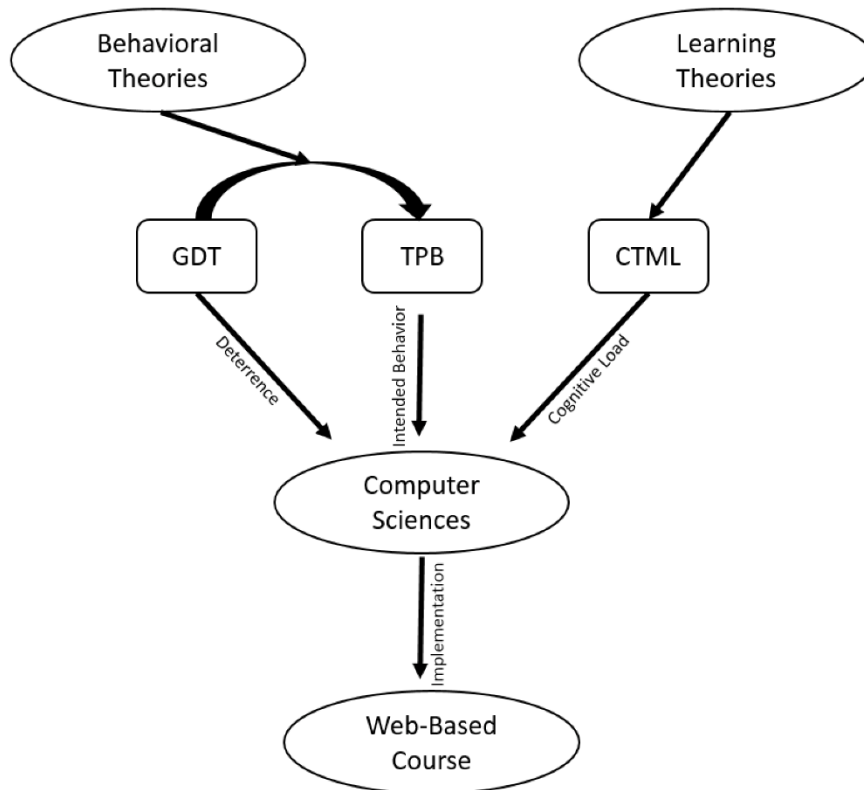 Behavioral
Theories
Learning
Theories
GDT
TPB
CTML
Deterrence
Intended Behavior
Cognitive Load
Computer
Sciences
Implementation
Web-Based
Course